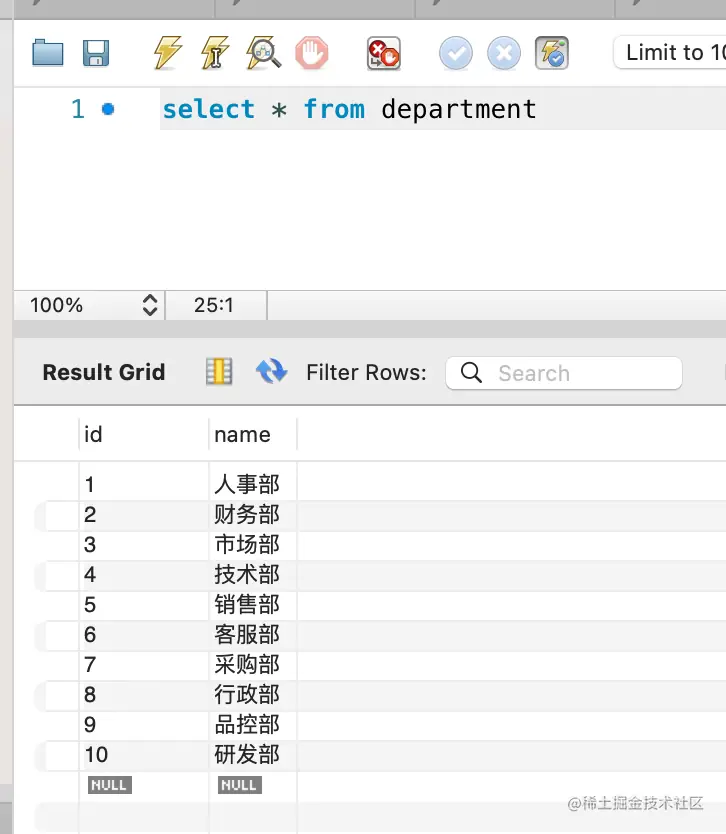 Limit to 10
1 select * from department
100% 25:1
Result Grid Filter Rows: Search
id name
1 人事部
2 财务部
3 市场部
4 技术部
5 销售部
6 客服部
7 采购部
8 行政部
9 品控部
10 研发部
NULL NULL
@稀土掘金技术社区